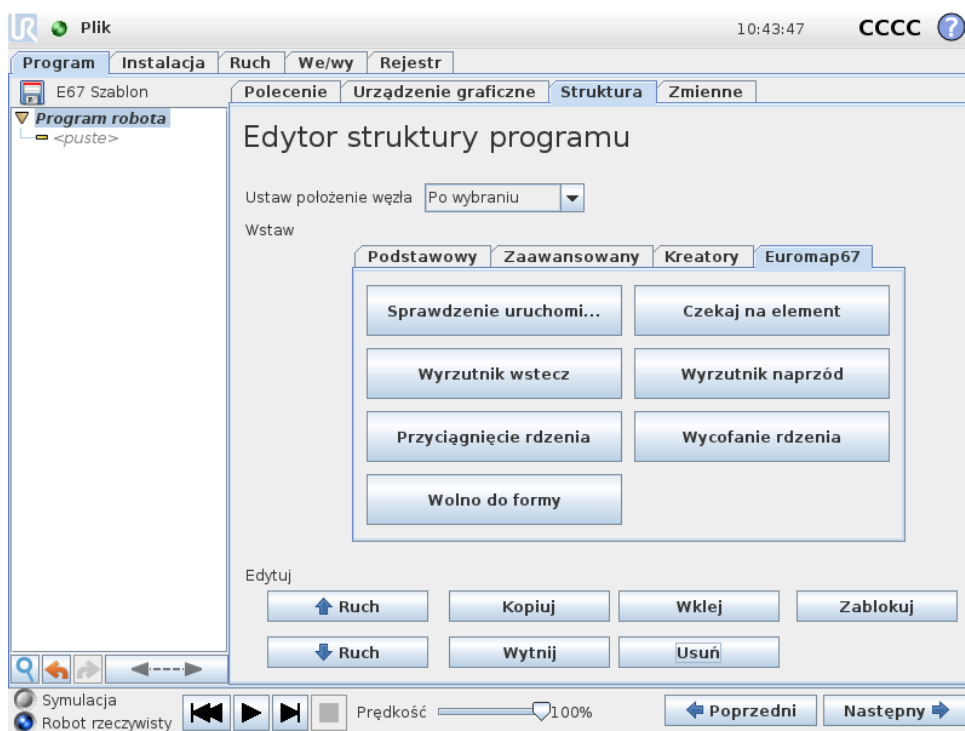 UR Plik 10:43:47 CCCC ?
Program Instalacja Ruch We/wy Rejestr
E67 Szablon Polecenie Urządzenie graficzne Struktura Zmienne
Program robota
<puste>
Edytor struktury programu
Ustaw położenie węzła Po wybraniu
Wstaw
Podstawowy Zaawansowany Kreatory Euromap67
Sprawdzenie uruchomi... Czekaj na element
Wyrzutnik wstecz Wyrzutnik naprzód
Przyciągnięcie rdzenia Wycofanie rdzenia
Wolno do formy
Edytuj
Ruch Kopiuj Wklej Zablokuj
Ruch Wytnij Usuń
Symulacja
Robot rzeczywisty Prędkość 100% Poprzedni Następny